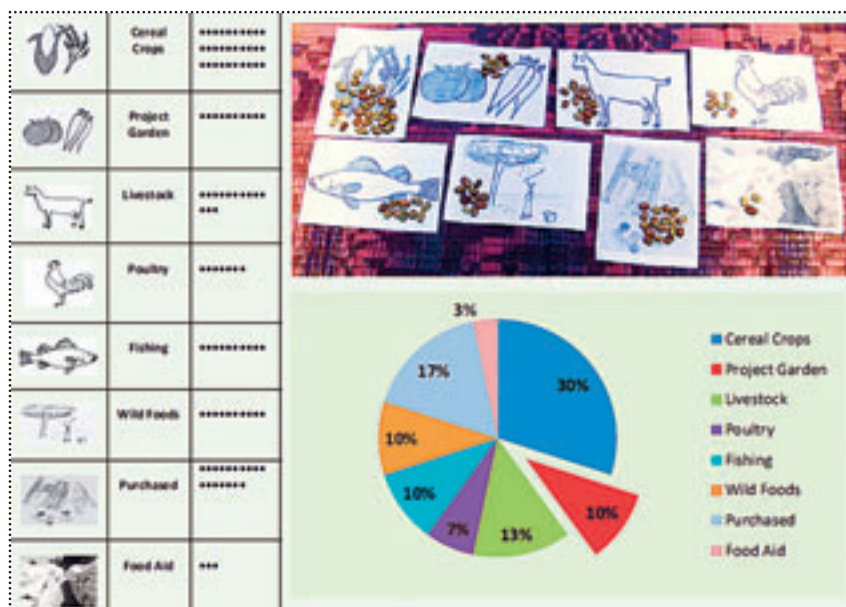 Cereal
Crops
Project
Garden
Livestock
Poultry
Fishing
Wild Foods
Purchased
Food Aid
3%
17%
30%
10%
10%
10%
7%
13%
Cereal Crops
Project Garden
Livestock
Poultry
Fishing
Wild Foods
Purchased
Food Aid